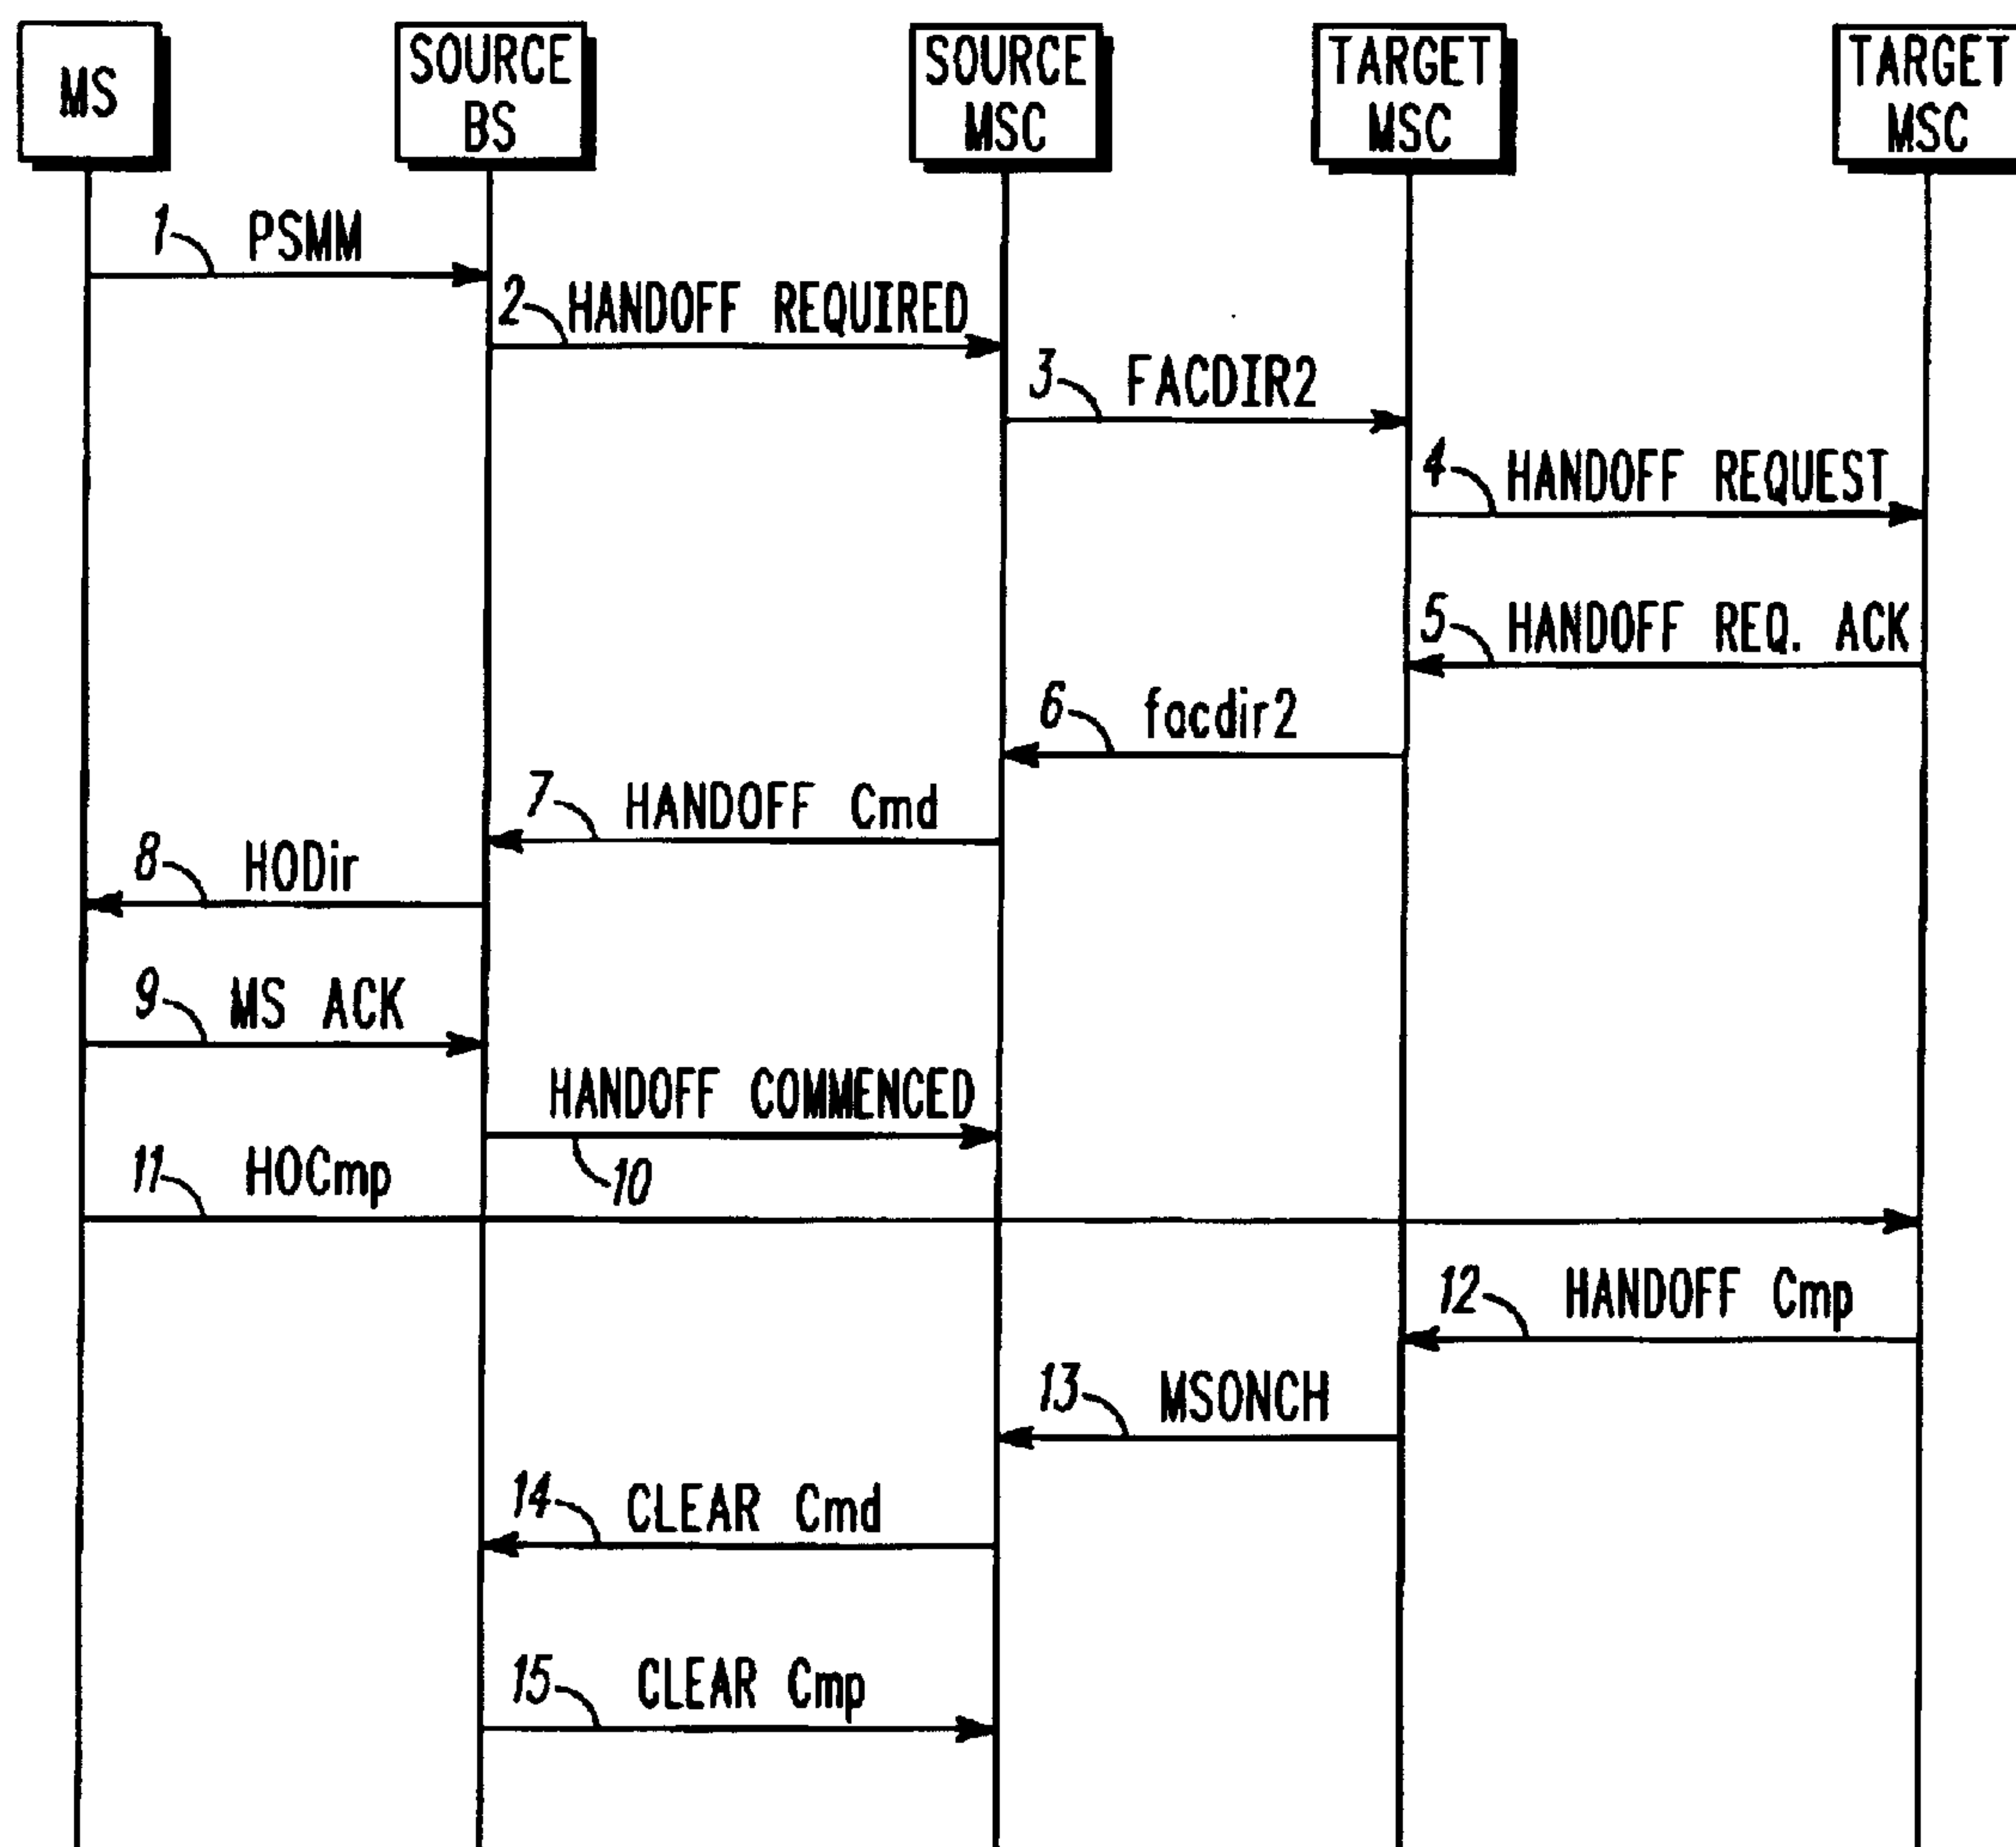 MS
SOURCE
BS
SOURCE
MSC
TARGET
MSC
TARGET
MSC
1 PSMM
2 HANDOFF REQUIRED
3 FACDIR2
4 HANDOFF REQUEST
5 HANDOFF REQ. ACK
6 facdir2
7 HANDOFF Cmd
8 HODir
9 MS ACK
HANDOFF COMMENCED
10
11 HOCmp
12 HANDOFF Cmp
13 MSONCH
14 CLEAR Cmd
15 CLEAR Cmp